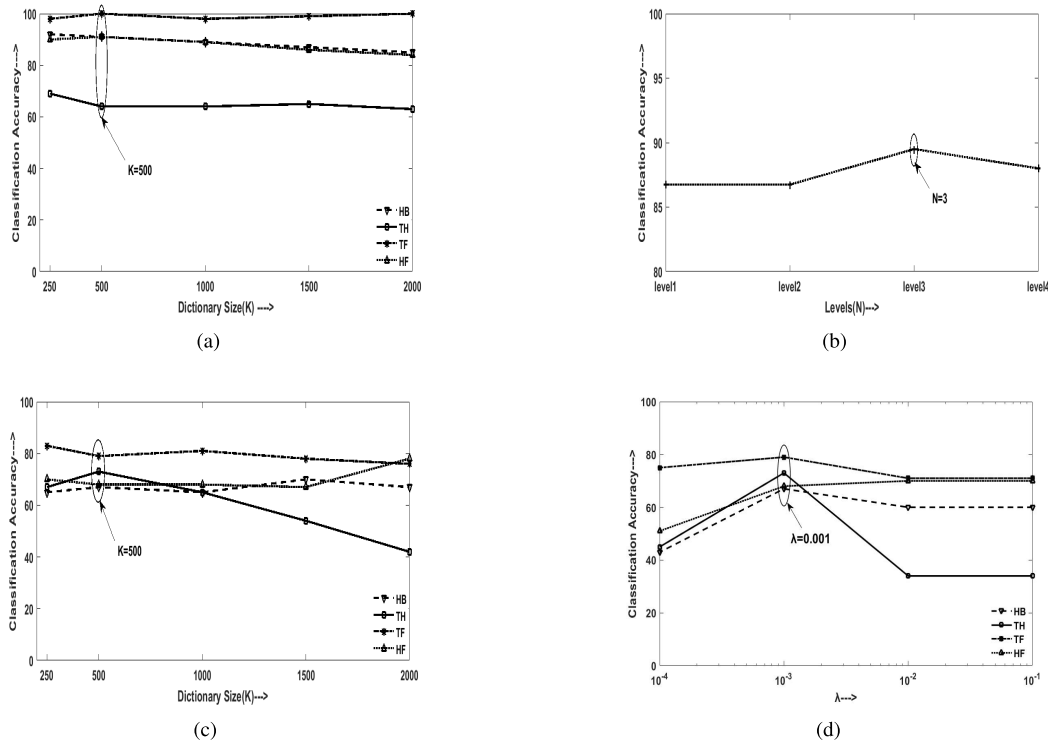 100
80
60
40
20
0
Classification Accuracy--->
K=500
HB
TH
TF
HF
250 500 1000 1500 2000
Dictionary Size(K) ---->
(a)
100
95
90
85
80
Classification Accuracy--->
N=3
level1 level2 level3 level4
Levels(N)--->
(b)
100
80
60
40
20
0
Classification Accuracy--->
K=500
HB
TH
TF
HF
250 500 1000 1500 2000
Dictionary Size(K)--->
(c)
100
80
60
40
20
0
Classification Accuracy--->
λ=0.001
HB
TH
TF
HF
10⁻⁴ 10⁻³ 10⁻² 10⁻¹
λ--->
(d)